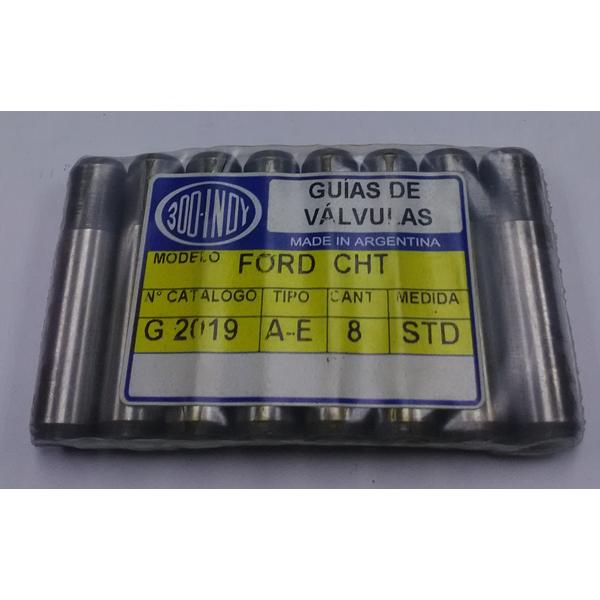 300-INDY
GUÍAS DE
VÁLVULAS
MADE IN ARGENTINA
MODELO FORD CHT
Nº CATALOGO TIPO CANT MEDIDA
G 2019 A-E 8 STD